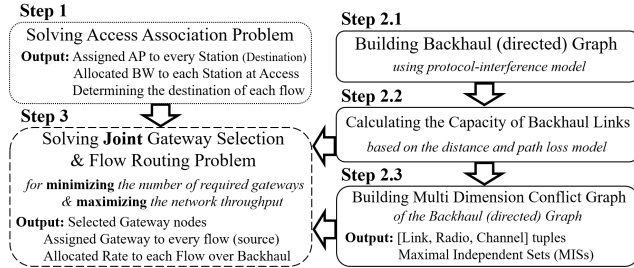 Step 1
Solving Access Association Problem
Output: Assigned AP to every Station (Destination)
Allocated BW to each Station at Access
Determining the destination of each flow
Step 3
Solving Joint Gateway Selection
& Flow Routing Problem
for minimizing the number of required gateways
& maximizing the network throughput
Output: Selected Gateway nodes
Assigned Gateway to every flow (source)
Allocated Rate to each Flow over Backhaul
Step 2.1
Building Backhaul (directed) Graph
using protocol-interference model
Step 2.2
Calculating the Capacity of Backhaul Links
based on the distance and path loss model
Step 2.3
Building Multi Dimension Conflict Graph
of the Backhaul (directed) Graph
Output: [Link, Radio, Channel] tuples
Maximal Independent Sets (MISs)